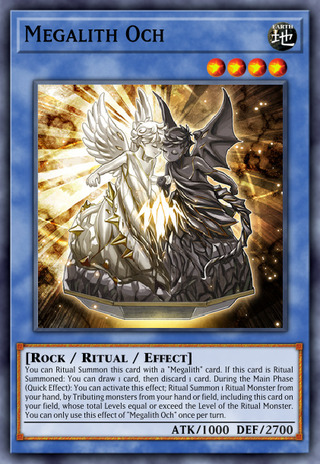 Megalith Och
EARTH
地
[Rock / Ritual / Effect]
You can Ritual Summon this card with a "Megalith" card. If this card is Ritual
Summoned: You can draw 1 card, then discard 1 card. During the Main Phase
(Quick Effect): You can activate this effect; Ritual Summon 1 Ritual Monster from
your hand, by Tributing monsters from your hand or field, including this card on
your field, whose total Levels equal or exceed the Level of the Ritual Monster.
You can only use this effect of "Megalith Och" once per turn.
ATK/1000 DEF/2700